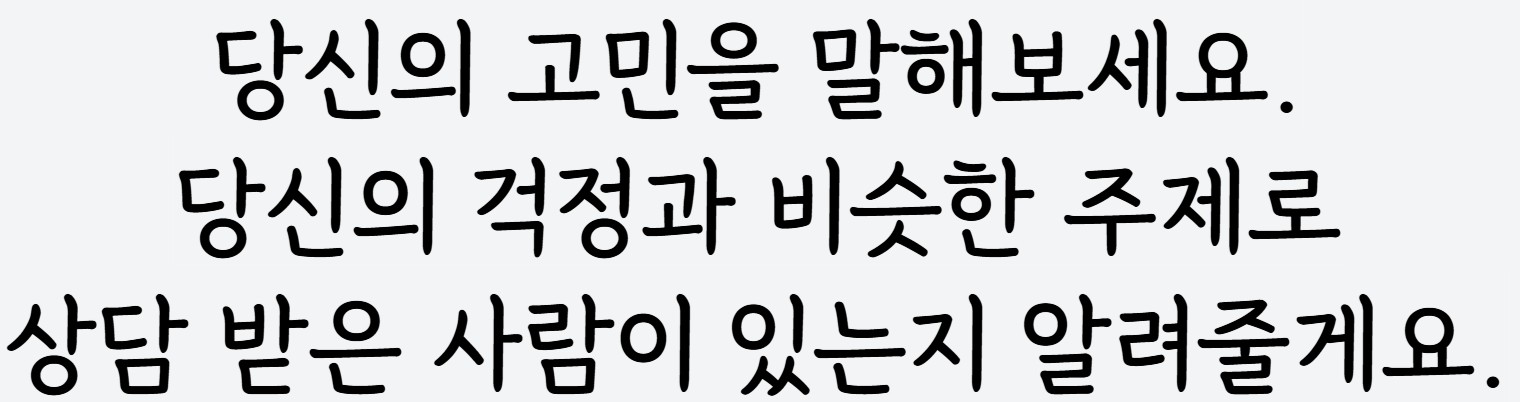 당신의 고민을 말해보세요.
당신의 걱정과 비슷한 주제로
상담 받은 사람이 있는지 알려줄게요.